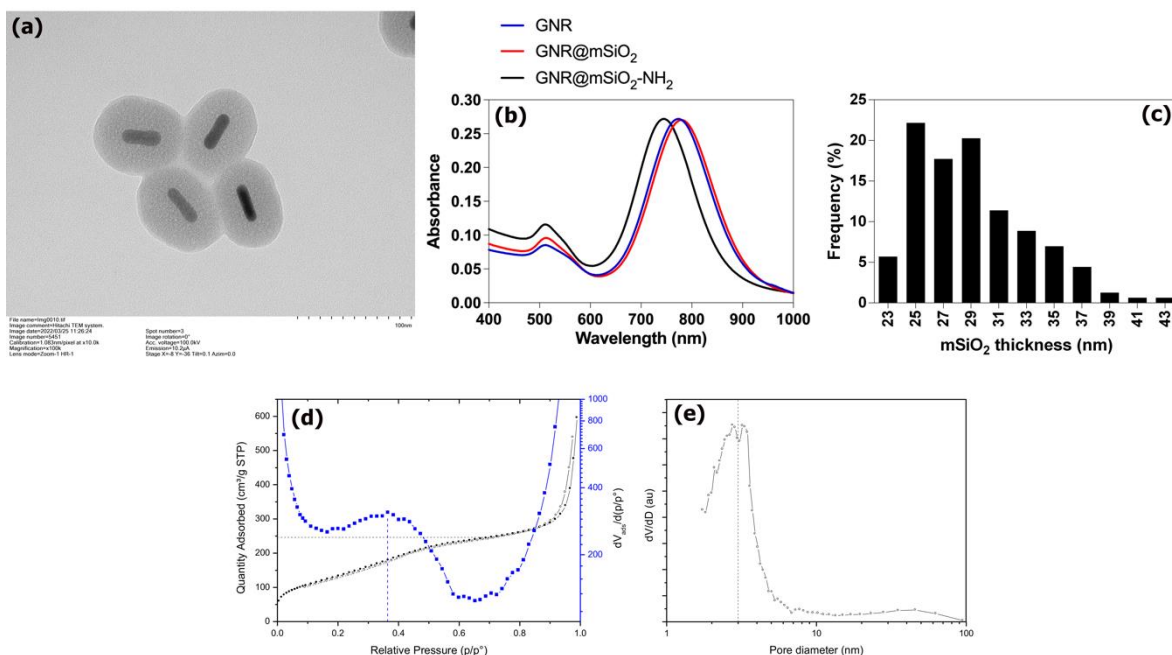 (a)
File name=Img0010.tif
Image comment=Hitachi TEM system.
Image date=2022/03/25 11:26:24
Image number=5451
Calibration=1.083nm/pixel at x10.0k
Magnification=x100k
Lens mode=Zoom-1 HR-1
Spot number=3
Image rotation=0°
Acc. voltage=100.0kV
Emission=10.2µA
Stage X=-8 Y=-36 Tilt=0.1 Azim=0.0
100nm
GNR
GNR@mSiO₂
GNR@mSiO₂-NH₂
(b)
Absorbance
0.30
0.25
0.20
0.15
0.10
0.05
0.00
400 500 600 700 800 900 1000
Wavelength (nm)
(c)
Frequency (%)
25
20
15
10
5
0
23 25 27 29 31 33 35 37 39 41 43
mSiO₂ thickness (nm)
(d)
Quantity Adsorbed (cm³/g STP)
600
550
500
450
400
350
300
250
200
150
100
50
0
0.0 0.2 0.4 0.6 0.8 1.0
Relative Pressure (p/p°)
1000
800
600
400
200
dVads/d(p/p°)
(e)
dV/dD (au)
1 10 100
Pore diameter (nm)